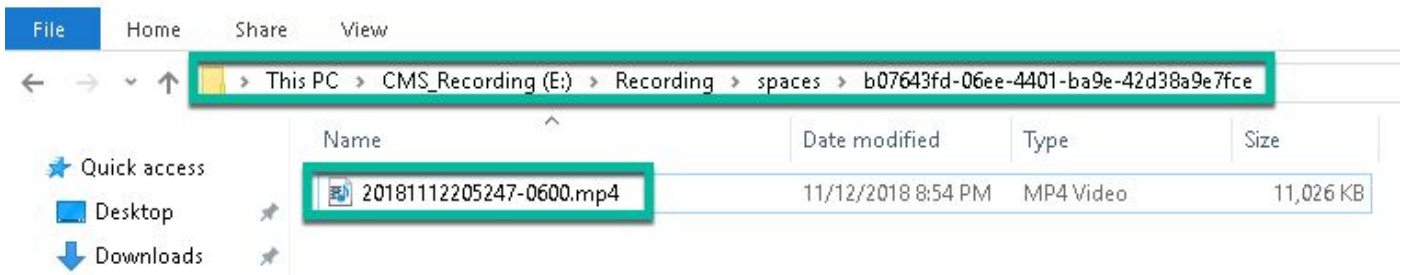 File Home Share View
This PC > CMS_Recording (E:) > Recording > spaces > b07643fd-06ee-4401-ba9e-42d38a9e7fce
Name Date modified Type Size
Quick access
20181112205247-0600.mp4 11/12/2018 8:54 PM MP4 Video 11,026 KB
Desktop
Downloads